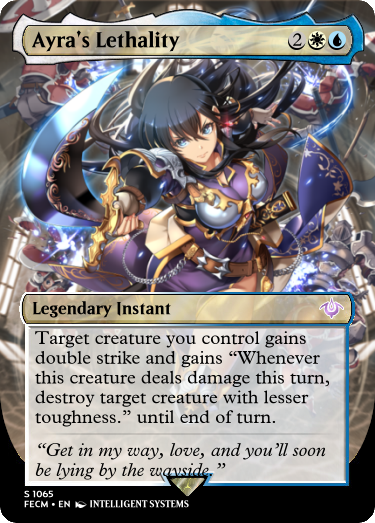 Ayra's Lethality 2
Legendary Instant
Target creature you control gains
double strike and gains “Whenever
this creature deals damage this turn,
destroy target creature with lesser
toughness.” until end of turn.
“Get in my way, love, and you'll soon
be lying by the wayside.”
S 1065
FECM • EN INTELLIGENT SYSTEMS